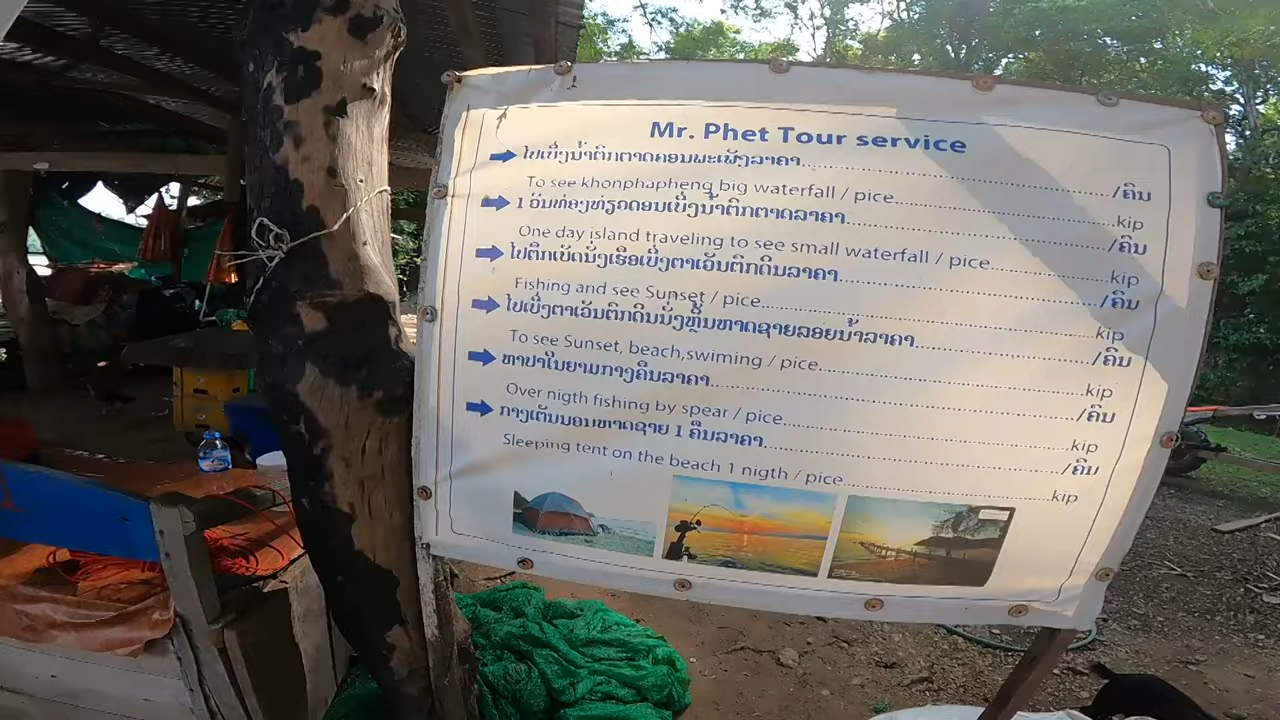 Mr. Phet Tour service
ໄປເບິ່ງນ້ຳຕົກຕາດຄອນພະເພັງລາຄາ................/ຄົນ
To see khonphapheng big waterfall / pice................kip
1 ວັນທ່ອງທ່ຽວດອນເບິ່ງນ້ຳຕົກຕາດລາຄາ................/ຄົນ
One day island traveling to see small waterfall / pice................kip
ໄປຕຶກເບັດນັ່ງເຮືອເບິ່ງຕາເວັນຕົກດິນລາຄາ................/ຄົນ
Fishing and see Sunset / pice................kip
ໄປເບິ່ງຕາເວັນຕົກດິນນັ່ງຫຼິ້ນຫາດຊາຍລອຍນ້ຳລາຄາ................/ຄົນ
To see Sunset, beach,swiming / pice................kip
ຫາປາໃນຍາມກາງຄືນລາຄາ................/ຄົນ
Over nigth fishing by spear / pice................kip
ກາງເຕັນນອນຫາດຊາຍ 1 ຄືນລາຄາ................/ຄົນ
Sleeping tent on the beach 1 nigth / pice................kip